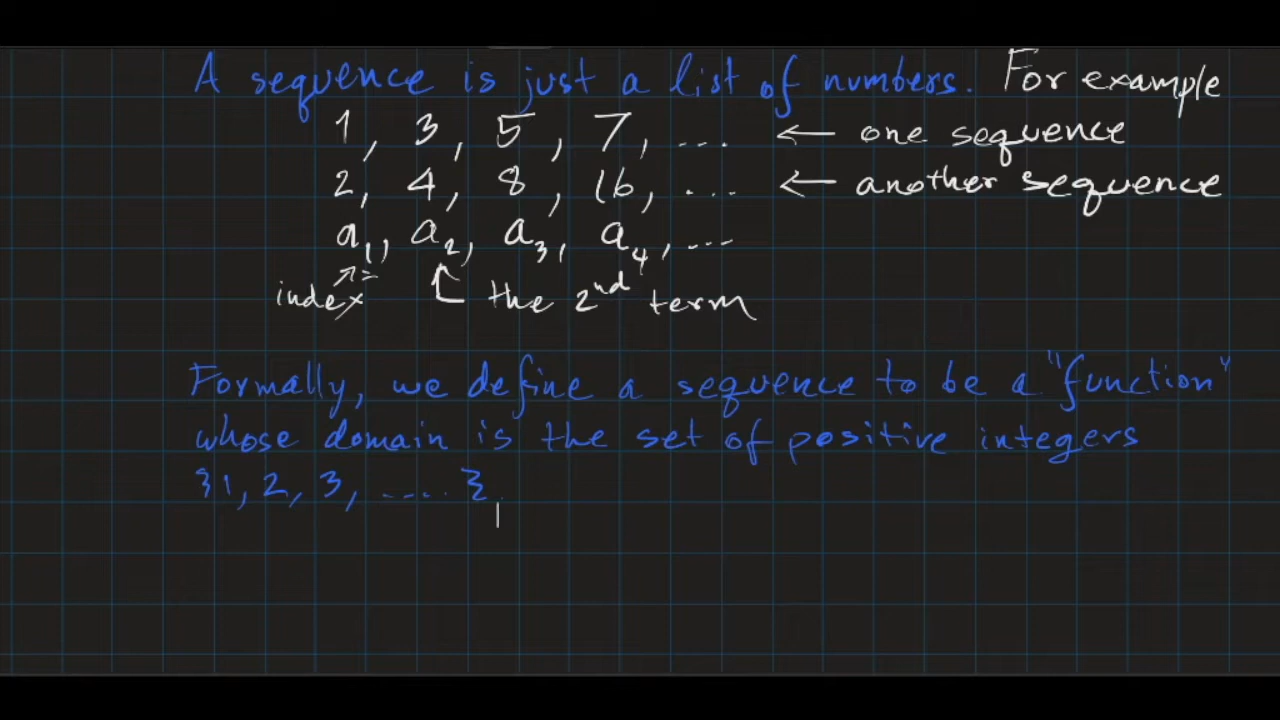 A sequence is just a list of numbers. For example
1, 3, 5, 7, ... ← one sequence
2, 4, 8, 16, ... ← another sequence
a₁, a₂, a₃, a₄, ...
index the 2nd term
Formally, we define a sequence to be a "function"
whose domain is the set of positive integers
{1, 2, 3, ..... }.